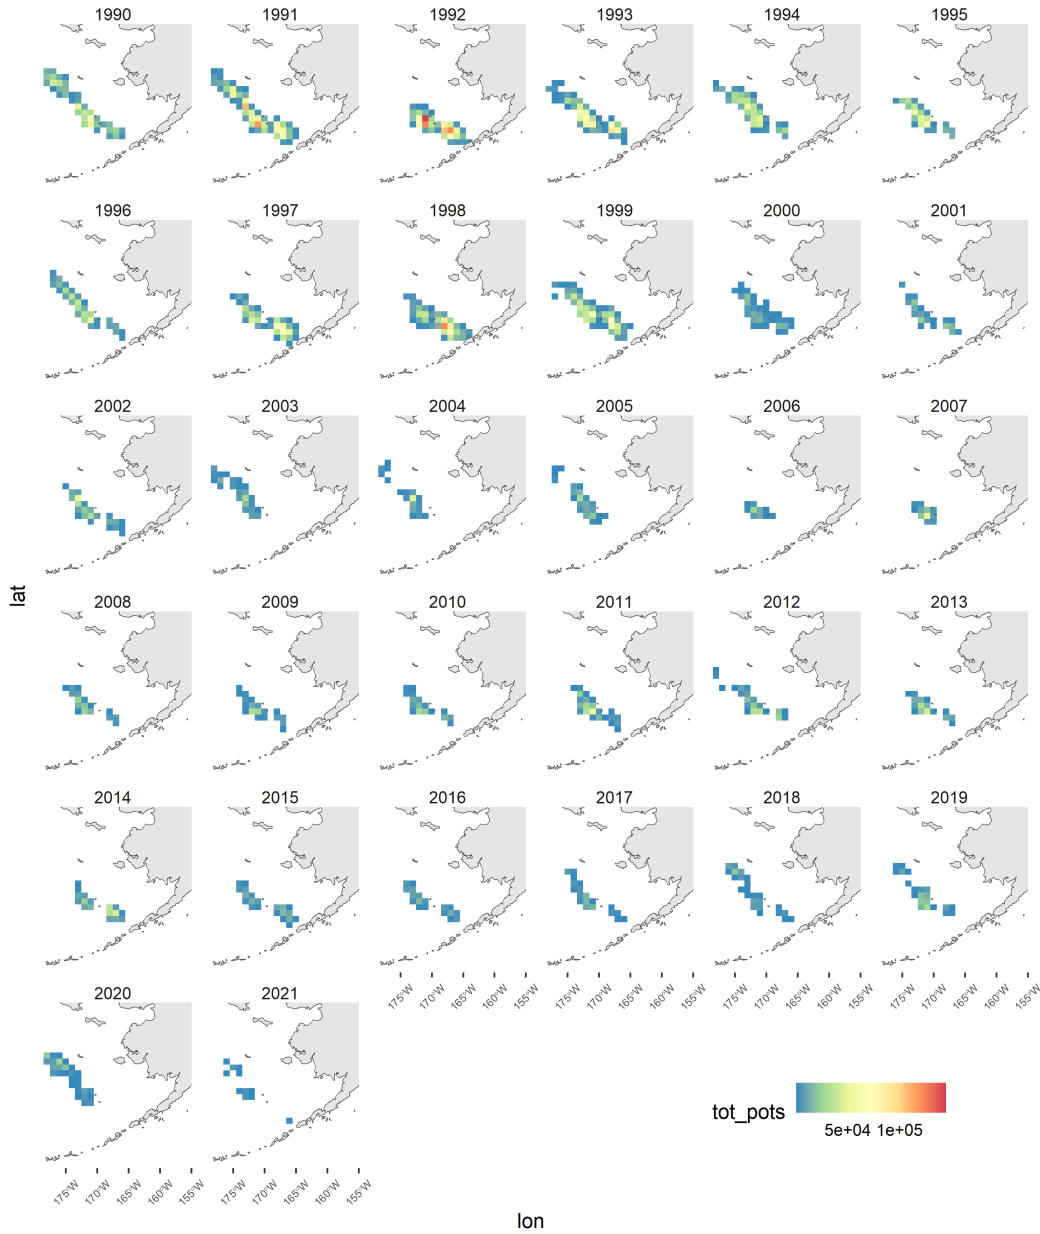 1990 1991 1992 1993 1994 1995
1996 1997 1998 1999 2000 2001
2002 2003 2004 2005 2006 2007
lat
2008 2009 2010 2011 2012 2013
2014 2015 2016 2017 2018 2019
175°W 170°W 165°W 160°W 155°W 175°W 170°W 165°W 160°W 155°W 175°W 170°W 165°W 160°W 155°W 175°W 170°W 165°W 160°W 155°W
2020 2021
tot_pots
5e+04 1e+05
175°W 170°W 165°W 160°W 155°W 175°W 170°W 165°W 160°W 155°W
lon